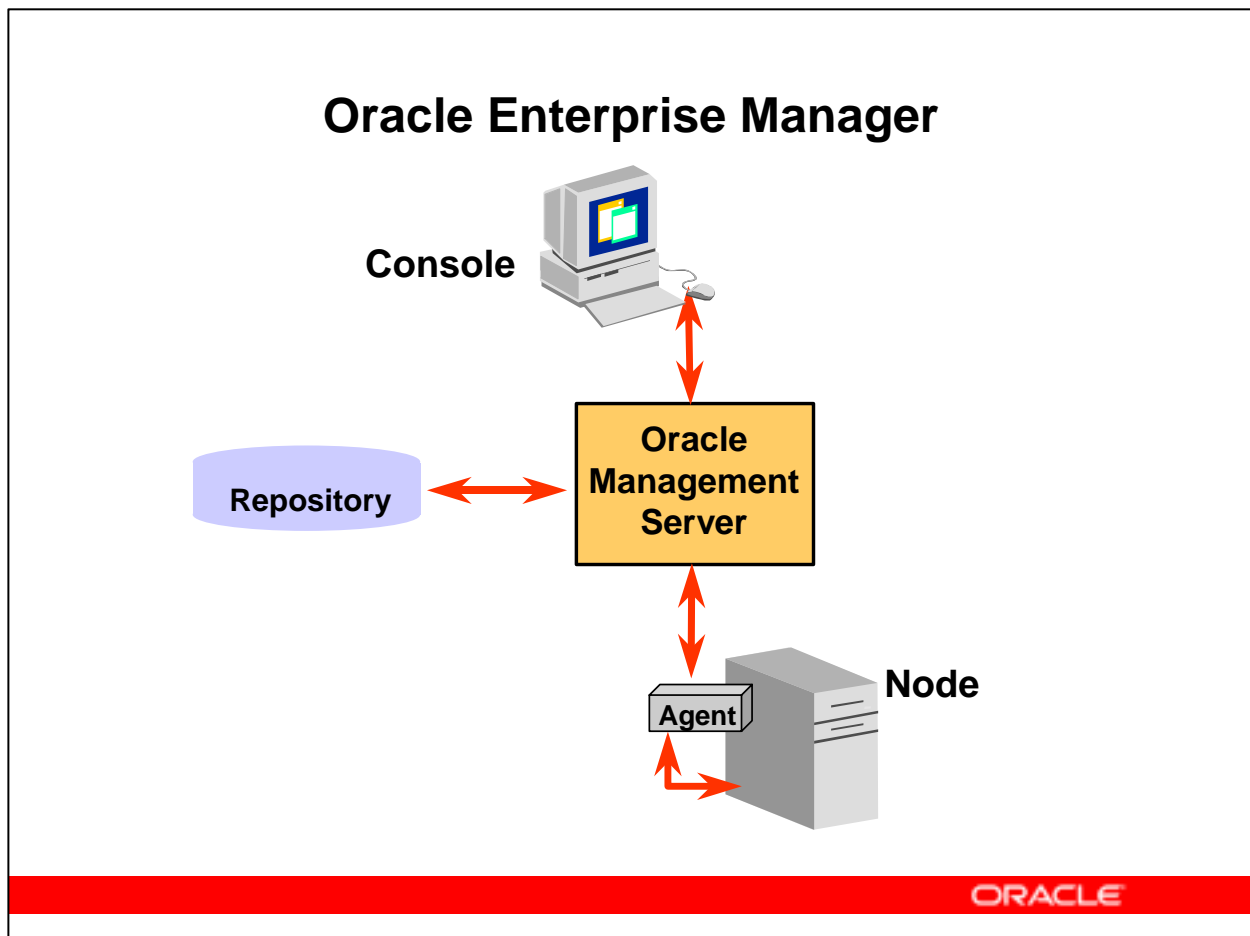 Oracle Enterprise Manager
Console
Oracle
Management
Server
Repository
Agent
Node
ORACLE